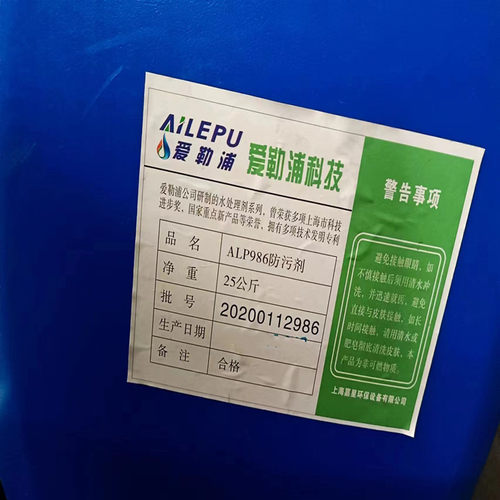 AiLEPU
爱勒浦
爱勒浦科技
爱勒浦公司研制的水处理剂系列、曾荣获多项上海市科技
进步奖、国家重点新产品等荣誉、拥有多项技术发明专利
品名 ALP986防污剂
净重 25公斤
批号 20200112986
生产日期
备注 合格
警告事项
避免接触眼睛，如
不慎接触后须用清水冲
洗，并迅速就医。避免
直接与皮肤接触，如长
时间接触，请用清水或
肥皂彻底清洗皮肤。本
产品为非可燃物质。
上海嘉星环保设备有限公司